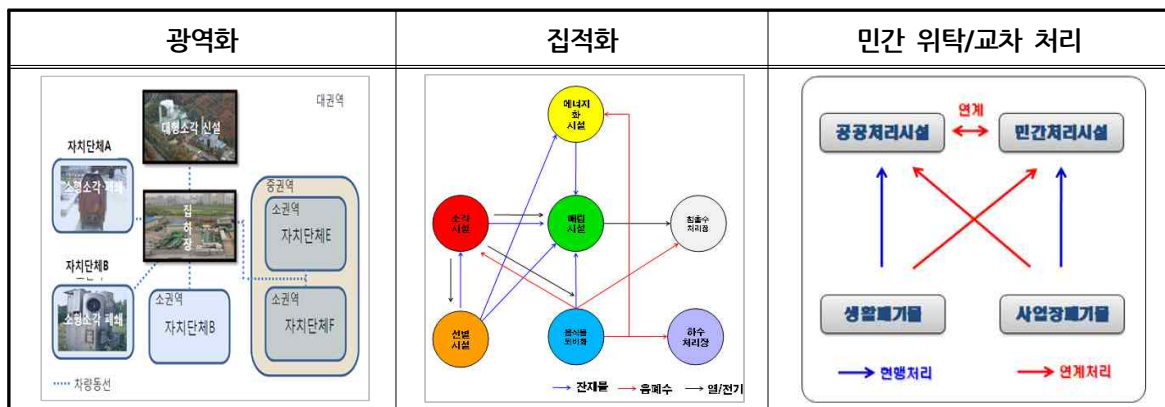 광역화
집적화
민간 위탁/교차 처리
대권역
대형소각 신설
자치단체A
소형소각 폐쇄
집하장
자치단체B
소형소각 폐쇄
소권역
자치단체B
중권역
소권역
자치단체E
소권역
자치단체F
차량동선
에너지
화
시설
소각
시설
매립
시설
침출수
처리장
선별
시설
음식물
퇴비화
하수
처리장
잔재물
음폐수
열/전기
연계
공공처리시설
민간처리시설
생활폐기물
사업장폐기물
현행처리
연계처리